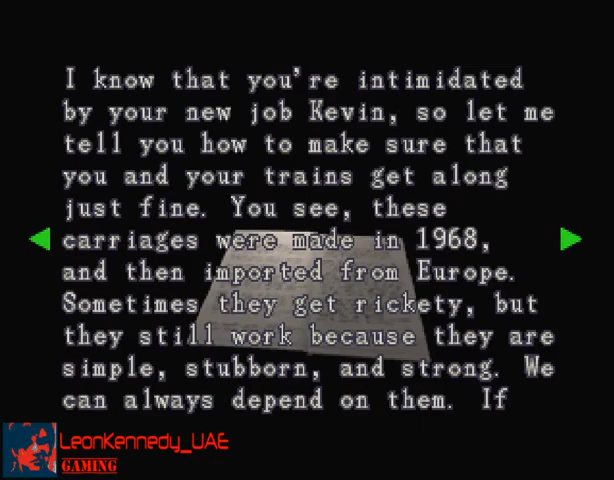 I know that you're intimidated
by your new job Kevin, so let me
tell you how to make sure that
you and your trains get along
just fine. You see, these
carriages were made in 1968,
and then imported from Europe.
Sometimes they get rickety, but
they still work because they are
simple, stubborn, and strong. We
can always depend on them. If
LeonKennedy_UAE
GAMING